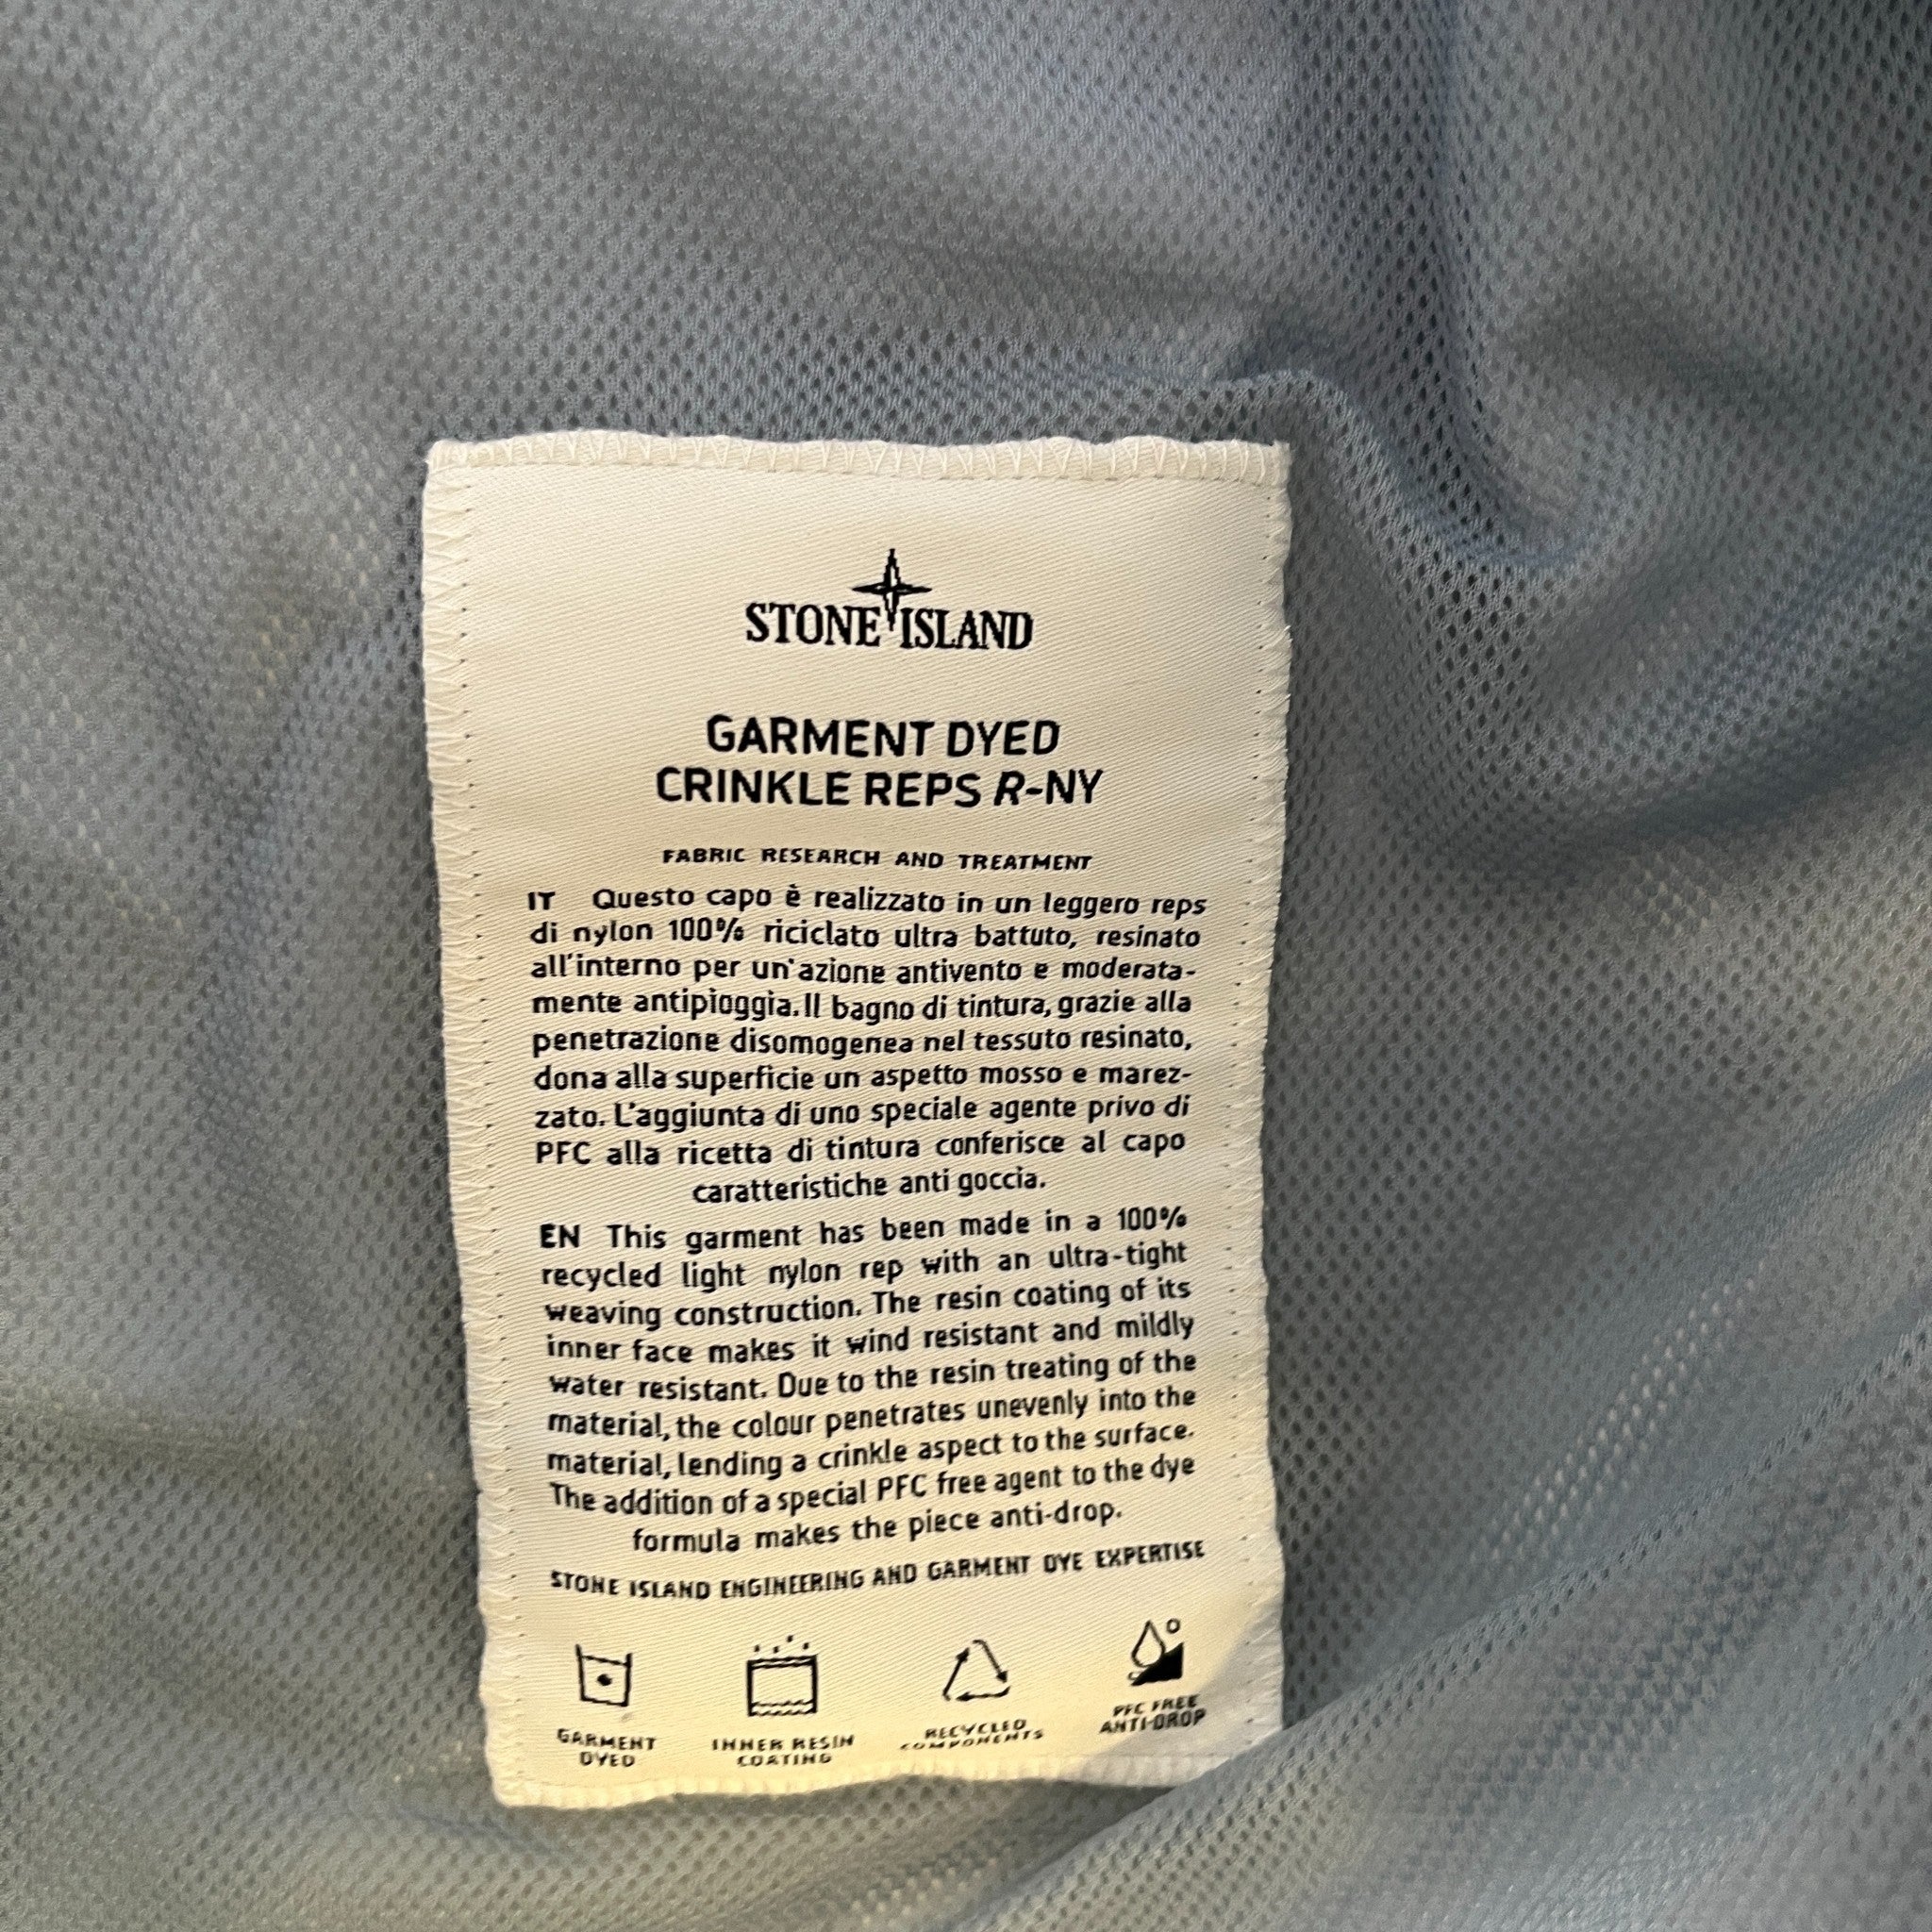 STONE ISLAND
GARMENT DYED
CRINKLE REPS R-NY
FABRIC RESEARCH AND TREATMENT
IT Questo capo è realizzato in un leggero reps
di nylon 100% riciclato ultra battuto, resinato
all'interno per un'azione antivento e moderata-
mente antipioggia. Il bagno di tintura, grazie alla
penetrazione disomogenea nel tessuto resinato,
dona alla superficie un aspetto mosso e marez-
zato. L'aggiunta di uno speciale agente privo di
PFC alla ricetta di tintura conferisce al capo
caratteristiche anti goccia.
EN This garment has been made in a 100%
recycled light nylon rep with an ultra-tight
weaving construction. The resin coating of its
inner face makes it wind resistant and mildly
water resistant. Due to the resin treating of the
material, the colour penetrates unevenly into the
material, lending a crinkle aspect to the surface.
The addition of a special PFC free agent to the dye
formula makes the piece anti-drop.
STONE ISLAND ENGINEERING AND GARMENT DYE EXPERTISE
GARMENT
DYED
INNER RESIN
COATING
RECYCLED
COMPONENTS
PFC FREE
ANTI-DROP